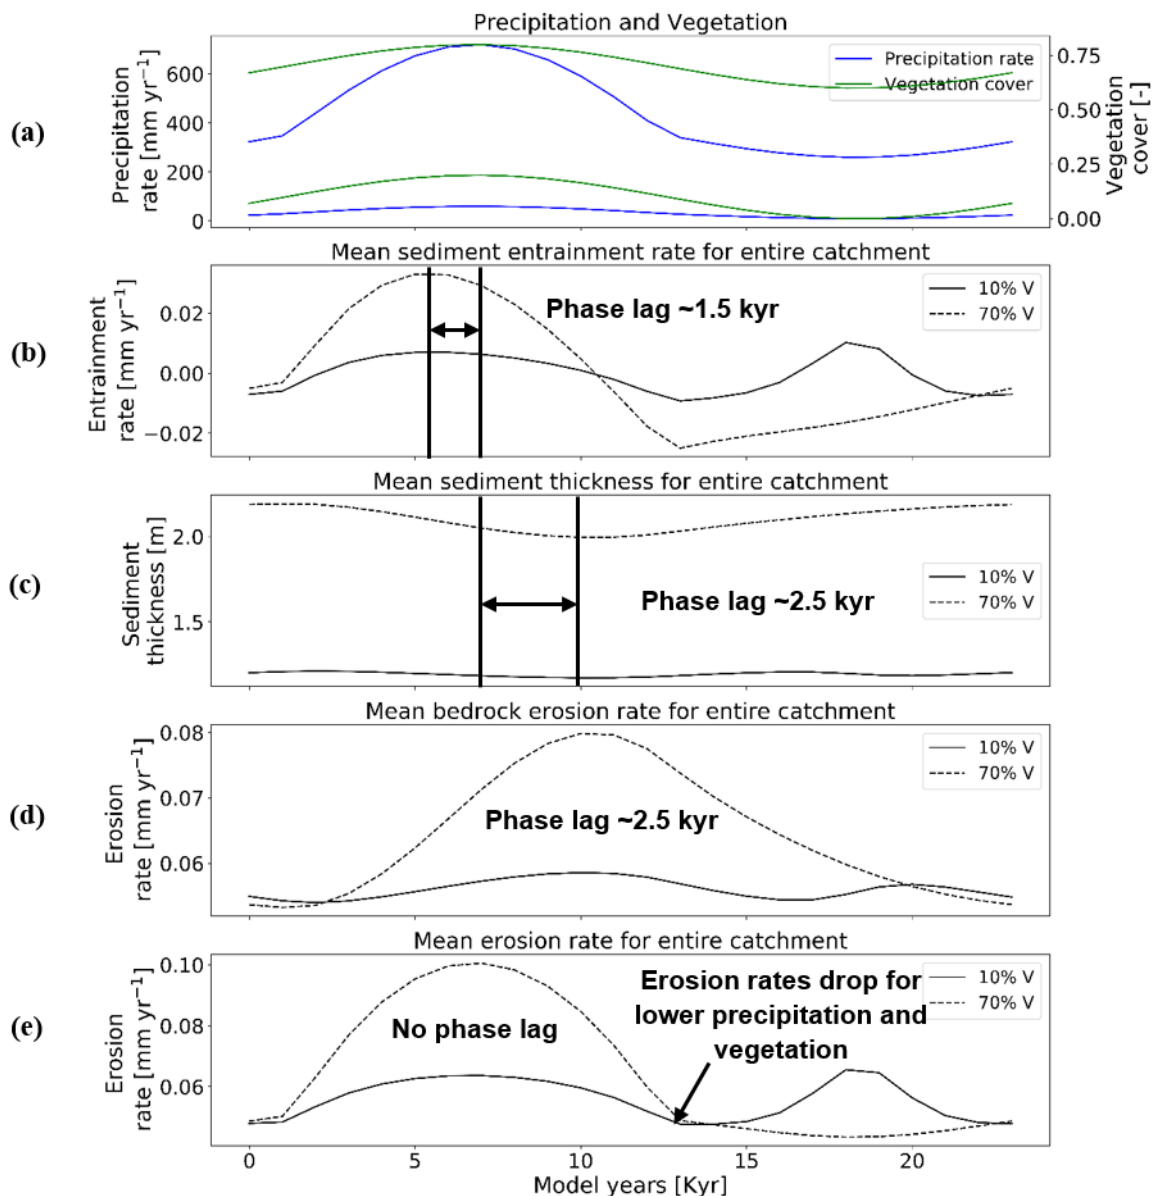 Precipitation and Vegetation
(a)
Precipitation
rate [mm yr⁻¹]
600
400
200
0
Precipitation rate
Vegetation cover
0.75
0.50
0.25
0.00
Vegetation
cover [-]
Mean sediment entrainment rate for entire catchment
(b)
Entrainment
rate [mm yr⁻¹]
0.02
0.00
−0.02
Phase lag ~1.5 kyr
10% V
70% V
Mean sediment thickness for entire catchment
(c)
Sediment
thickness [m]
2.0
1.5
Phase lag ~2.5 kyr
10% V
70% V
Mean bedrock erosion rate for entire catchment
(d)
Erosion
rate [mm yr⁻¹]
0.08
0.07
0.06
Phase lag ~2.5 kyr
10% V
70% V
Mean erosion rate for entire catchment
(e)
Erosion
rate [mm yr⁻¹]
0.10
0.08
0.06
No phase lag
Erosion rates drop for
lower precipitation and
vegetation
10% V
70% V
0 5 10 15 20
Model years [Kyr]